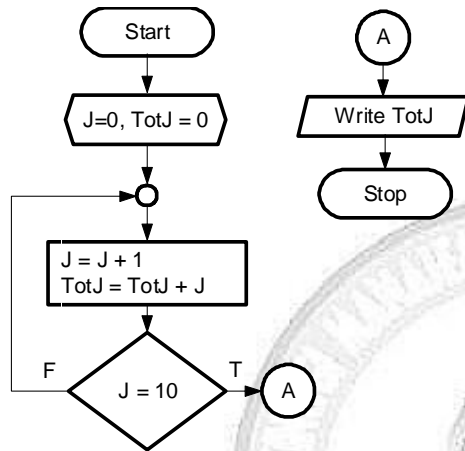 Start
J=0, TotJ = 0
J = J + 1
TotJ = TotJ + J
J = 10
F
T
A
A
Write TotJ
Stop